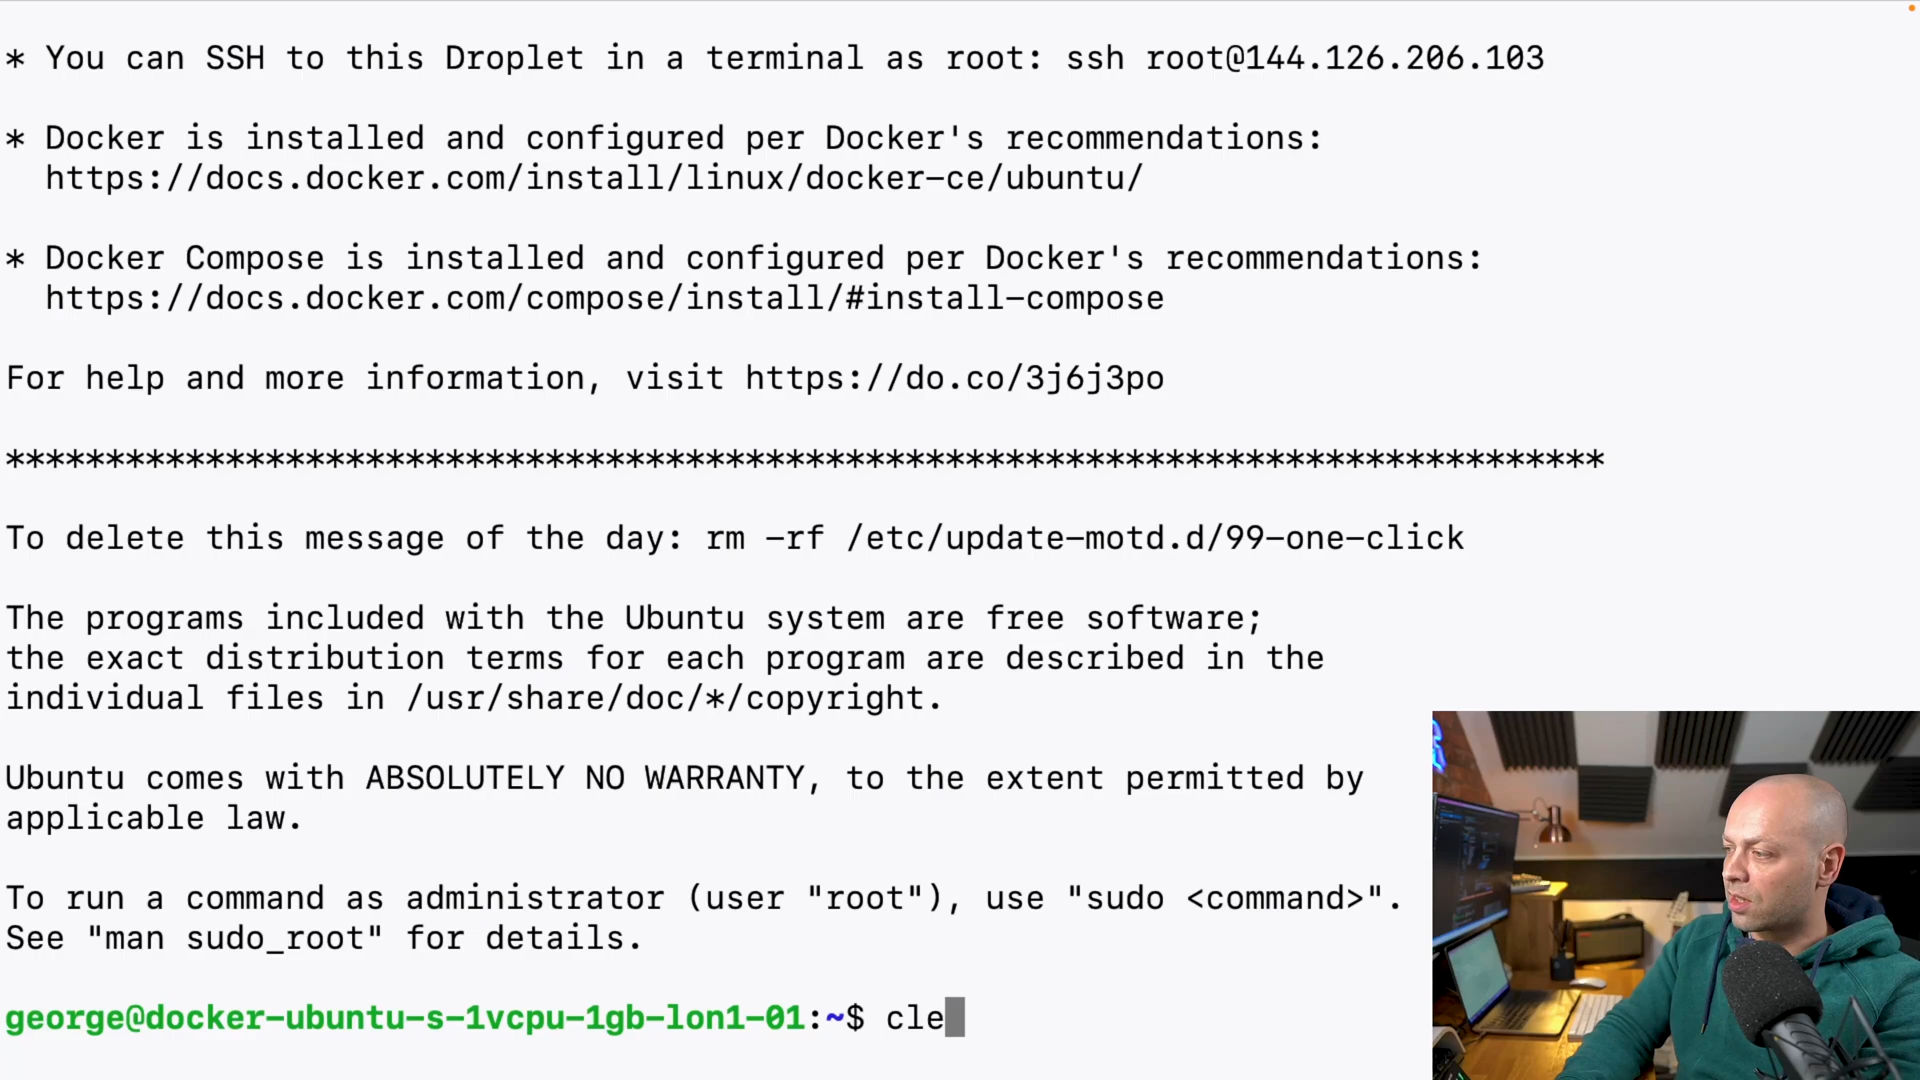 * You can SSH to this Droplet in a terminal as root: ssh root@144.126.206.103
* Docker is installed and configured per Docker's recommendations:
https://docs.docker.com/install/linux/docker-ce/ubuntu/
* Docker Compose is installed and configured per Docker's recommendations:
https://docs.docker.com/compose/install/#install-compose
For help and more information, visit https://do.co/3j6j3po
********************************************************************************
To delete this message of the day: rm -rf /etc/update-motd.d/99-one-click
The programs included with the Ubuntu system are free software;
the exact distribution terms for each program are described in the
individual files in /usr/share/doc/*/copyright.
Ubuntu comes with ABSOLUTELY NO WARRANTY, to the extent permitted by
applicable law.
To run a command as administrator (user "root"), use "sudo <command>".
See "man sudo_root" for details.
george@docker-ubuntu-s-1vcpu-1gb-lon1-01:~$ cle